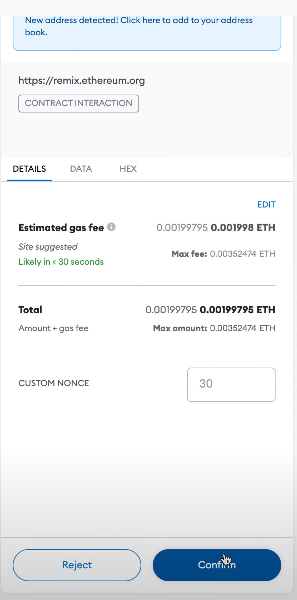 New address detected! Click here to add to your address
book.
https://remix.ethereum.org
CONTRACT INTERACTION
DETAILS DATA HEX
EDIT
Estimated gas fee 0.00199795 0.001998 ETH
Site suggested
Likely in < 30 seconds Max fee: 0.00352474 ETH
Total 0.00199795 0.00199795 ETH
Amount + gas fee Max amount: 0.00352474 ETH
CUSTOM NONCE 30
Reject Confirm